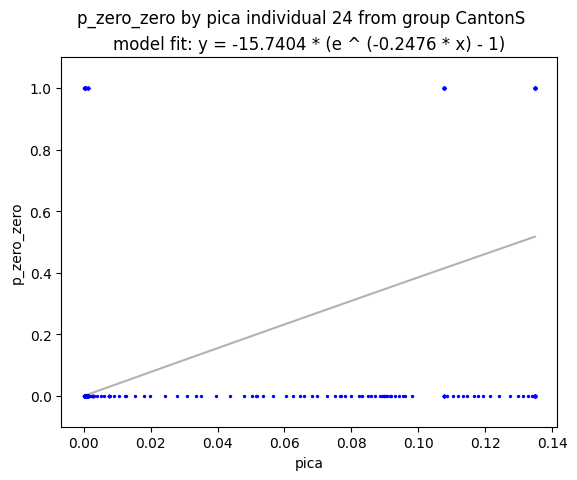 p_zero_zero by pica individual 24 from group CantonS
model fit: y = -15.7404 * (e ^ (-0.2476 * x) - 1)
1.0
0.8
0.6
0.4
0.2
0.0
p_zero_zero
0.00 0.02 0.04 0.06 0.08 0.10 0.12 0.14
pica